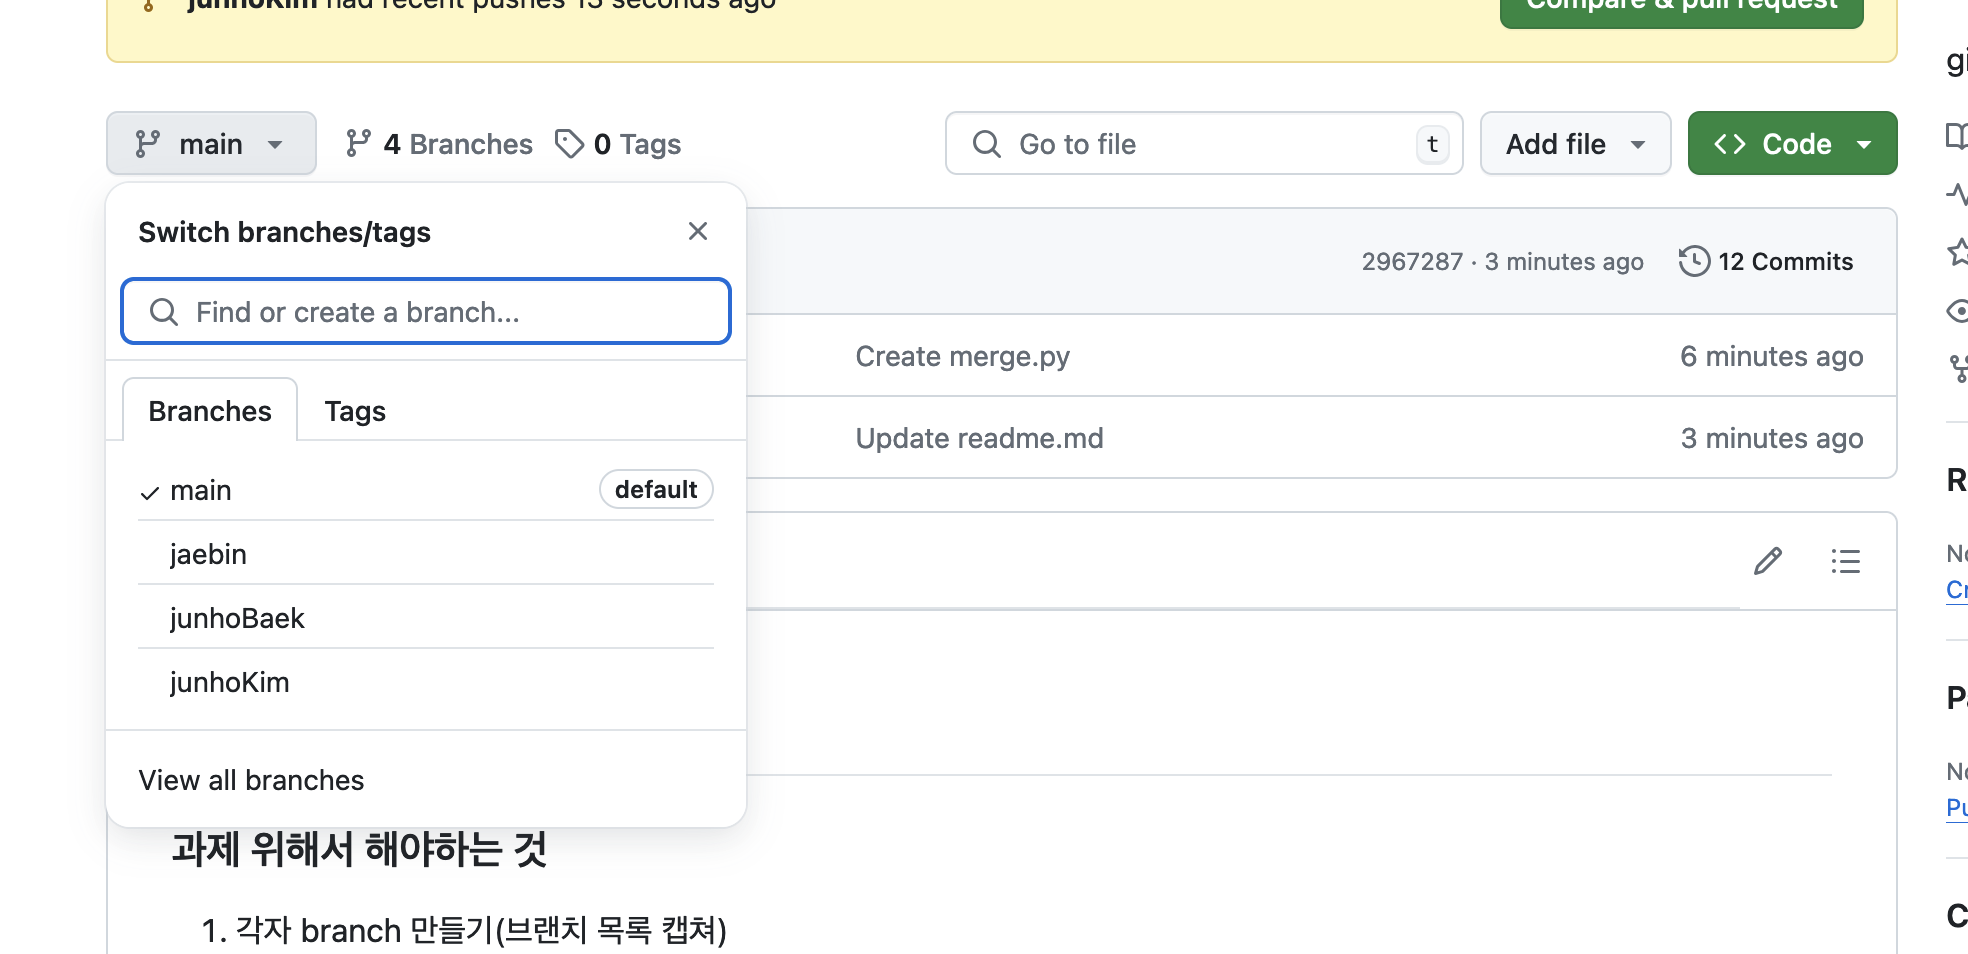 junhoKim had recent pushes 13 seconds ago
Compare & pull request
main
4 Branches
0 Tags
Go to file
t
Add file
Code
Switch branches/tags
Find or create a branch...
Branches
Tags
main
default
jaebin
junhoBaek
junhoKim
View all branches
2967287 · 3 minutes ago
12 Commits
Create merge.py
6 minutes ago
Update readme.md
3 minutes ago
과제 위해서 해야하는 것
1. 각자 branch 만들기(브랜치 목록 캡쳐)